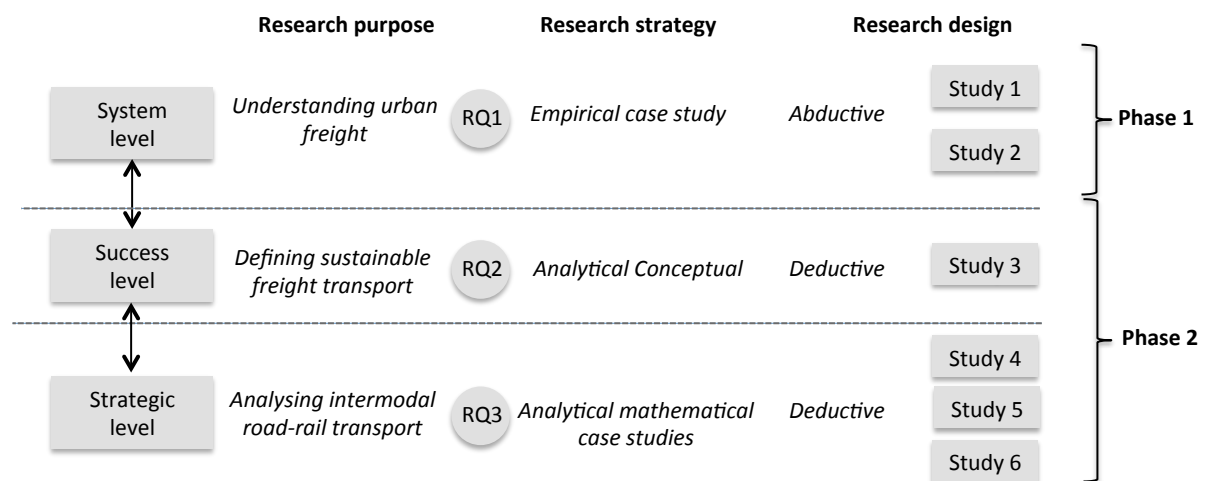 Research purpose
Research strategy
Research design
System
level
Understanding urban
freight
RQ1
Empirical case study
Abductive
Study 1
Study 2
Phase 1
Success
level
Defining sustainable
freight transport
RQ2
Analytical Conceptual
Deductive
Study 3
Phase 2
Strategic
level
Analysing intermodal
road-rail transport
RQ3
Analytical mathematical
case studies
Deductive
Study 4
Study 5
Study 6